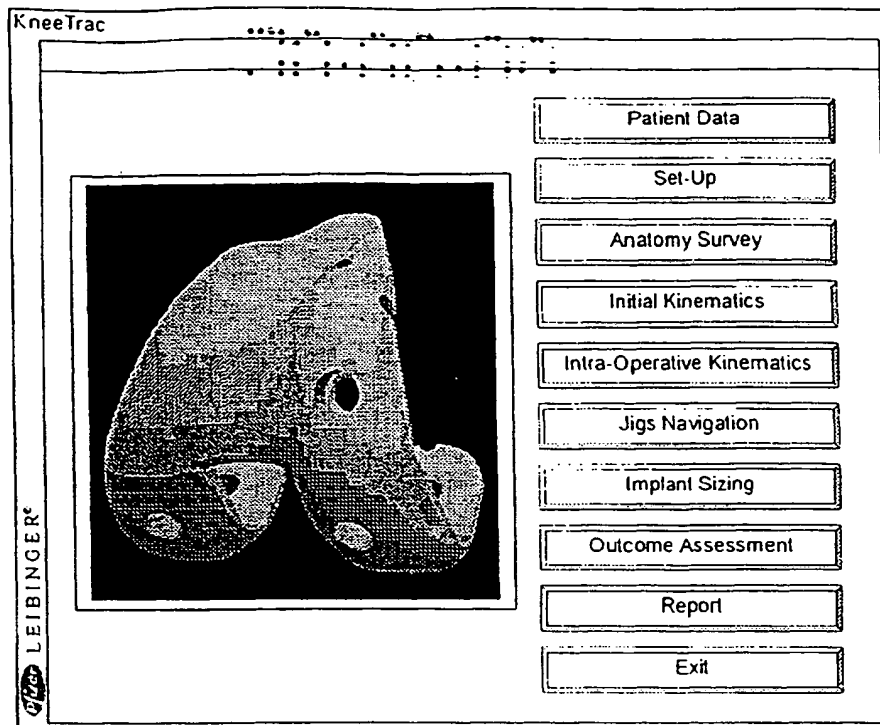 KneeTrac
Patient Data
Set-Up
Anatomy Survey
Initial Kinematics
Intra-Operative Kinematics
Jigs Navigation
Implant Sizing
Outcome Assessment
Report
Exit
Pfizer LEIBINGER®